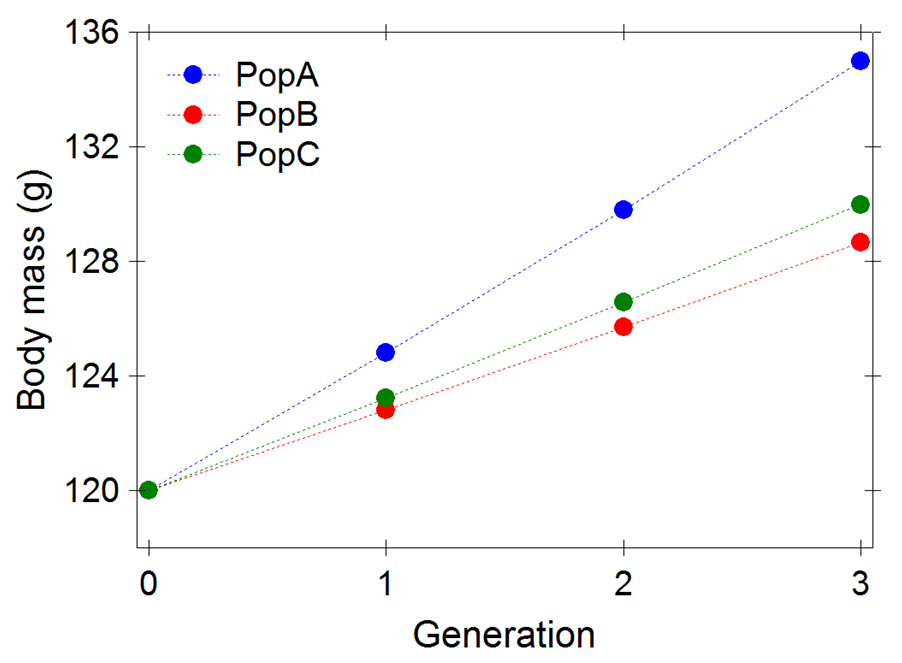 136
132
128
124
120
Body mass (g)
PopA
PopB
PopC
0 1 2 3
Generation